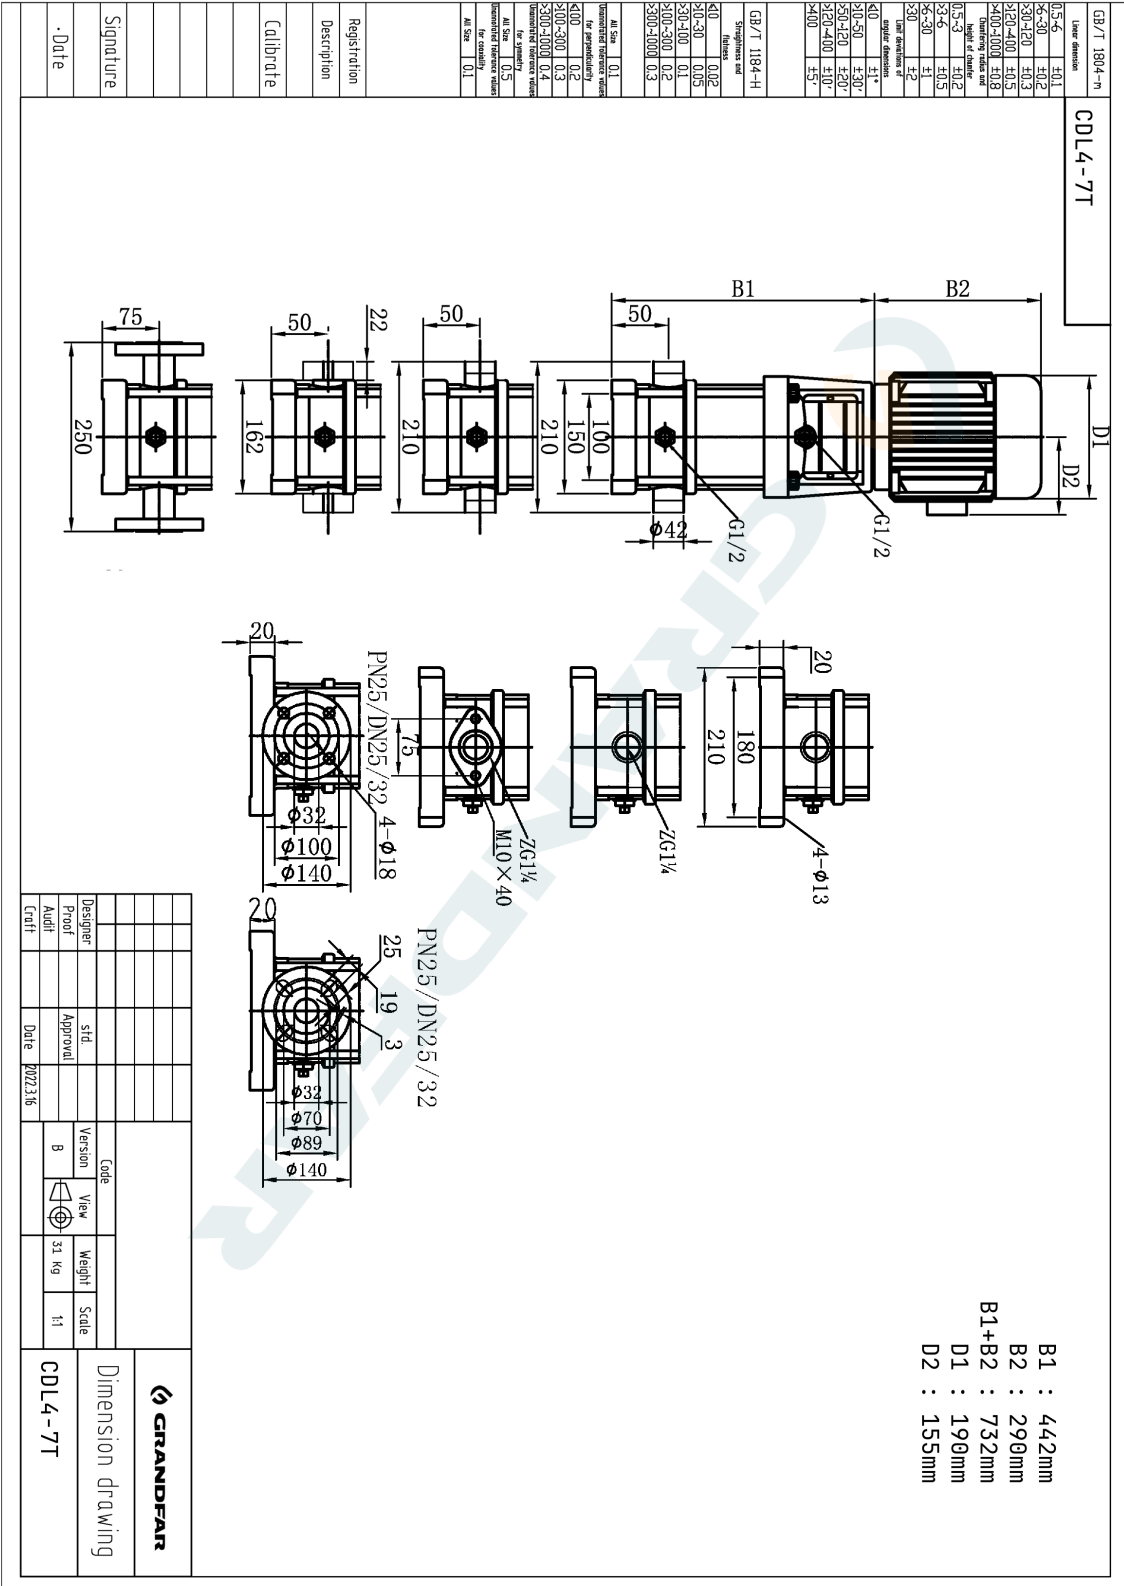 GB/T 1804-m
Linear dimension
0.5~6 ±0.1
>6~30 ±0.2
>30~120 ±0.3
>120~400 ±0.5
>400~1000 ±0.8
Chamfering radius and
height of chamfer
0.5~3 ±0.2
>3~6 ±0.5
>6~30 ±1
>30 ±2
Limit deviations of
angular dimensions
≤10 ±1°
>10~50 ±30'
>50~120 ±20'
>120~400 ±10'
>400 ±5'
GB/T 1184-H
Straightness and
flatness
≤10 0.02
>10~30 0.05
>30~100 0.1
>100~300 0.2
>300~1000 0.3
All Size 0.1
Unannotated tolerance values
for perpendicularity
≤100 0.2
>100~300 0.3
>300~1000 0.4
Unannotated tolerance values
for symmetry
All Size 0.5
Unannotated tolerance values
for coaxiality
All Size 0.1
Registration
Description
Calibrate
Signature
·Date
CDL4-7T
B1
B2
D1
D2
50
100
150
210
G1/2
G1/2
ϕ42
50
210
22
50
162
75
250
20
180
210
4-ϕ13
ZG1¼
75
ZG1¼
M10×40
20
PN25/DN25/32
4-ϕ18
ϕ32
ϕ100
ϕ140
20
PN25/DN25/32
25
19
3
ϕ32
ϕ70
ϕ89
ϕ140
B1 : 442mm
B2 : 290mm
B1+B2 : 732mm
D1 : 190mm
D2 : 155mm
GRANDFAR
Designer
Proof
Audit
Craft
std.
Approval
Date 2022.3.16
Code
Version View Weight Scale
B 31 Kg 1:1
GRANDFAR
Dimension drawing
CDL4-7T